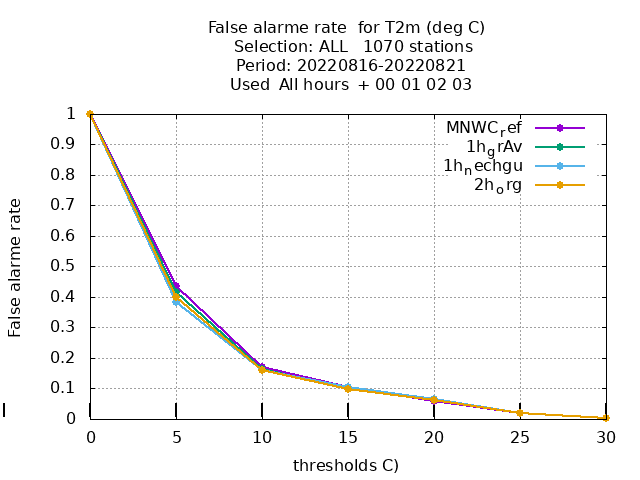 False alarme rate  for T2m (deg C)
Selection: ALL   1070 stations
Period: 20220816-20220821
Used  All hours  + 00 01 02 03
MNWC_ref
1h_grAv
1h_nechgu
2h_org
1
0.9
0.8
0.7
0.6
0.5
0.4
0.3
0.2
0.1
0
False alarme rate
0 5 10 15 20 25 30
thresholds C)